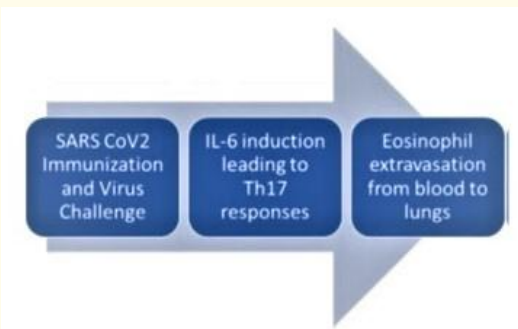 SARS CoV2
Immunization
and Virus
Challenge
IL-6 induction
leading to
Th17
responses
Eosinophil
extravasation
from blood to
lungs